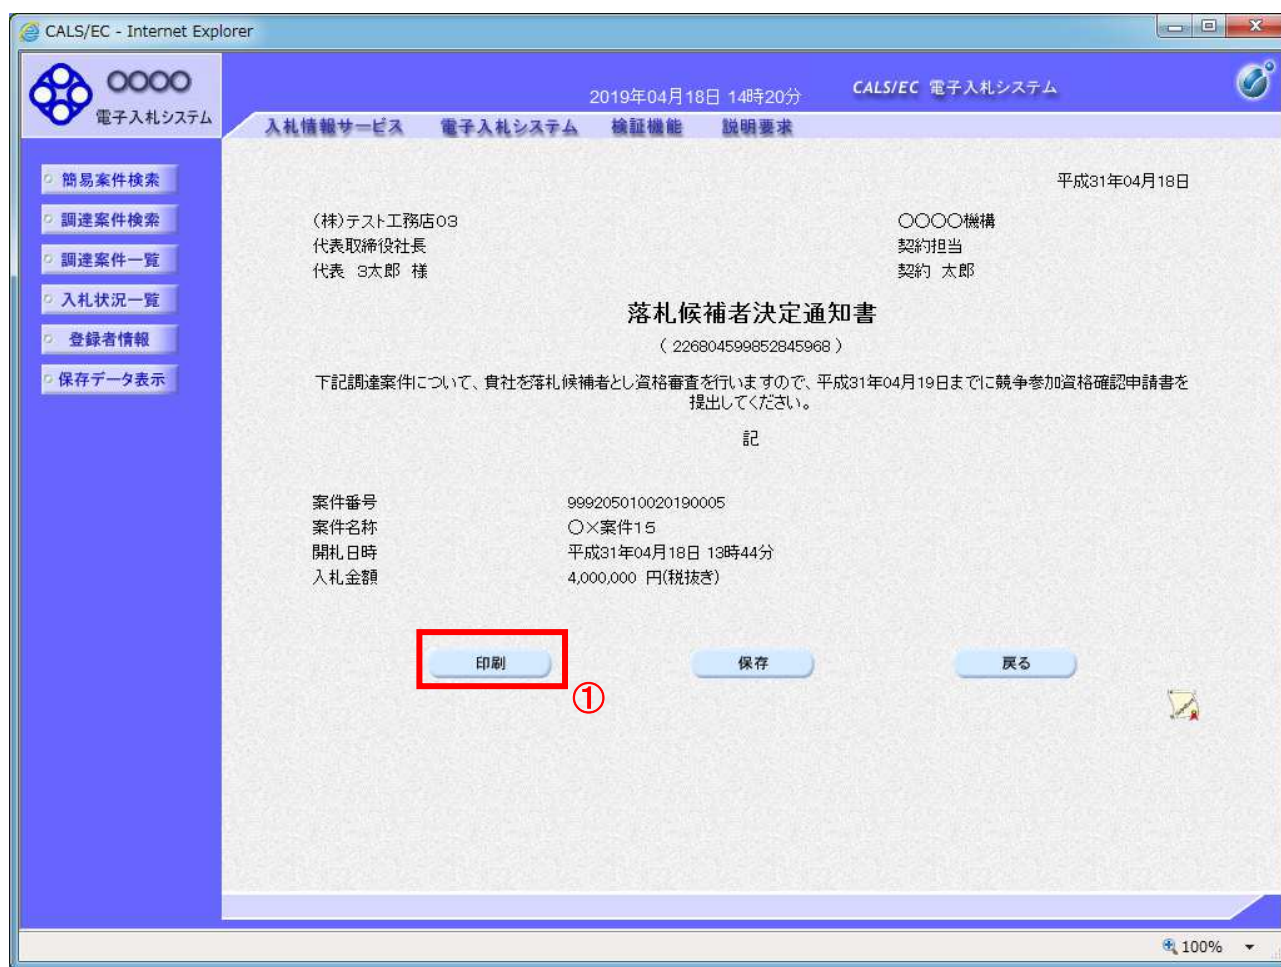 CALS/EC - Internet Explorer
〇〇〇〇
電子入札システム
2019年04月18日 14時20分
CALS/EC 電子入札システム
入札情報サービス 電子入札システム 検証機能 説明要求
簡易案件検索
調達案件検索
調達案件一覧
入札状況一覧
登録者情報
保存データ表示
平成31年04月18日
(株)テスト工務店03
代表取締役社長
代表 3太郎 様
〇〇〇〇機構
契約担当
契約 太郎
落札候補者決定通知書
( 226804599852845968 )
下記調達案件について、貴社を落札候補者とし資格審査を行いますので、平成31年04月19日までに競争参加資格確認申請書を
提出してください。
記
案件番号 999205010020190005
案件名称 〇×案件15
開札日時 平成31年04月18日 13時44分
入札金額 4,000,000 円(税抜き)
印刷 保存 戻る
①
100%